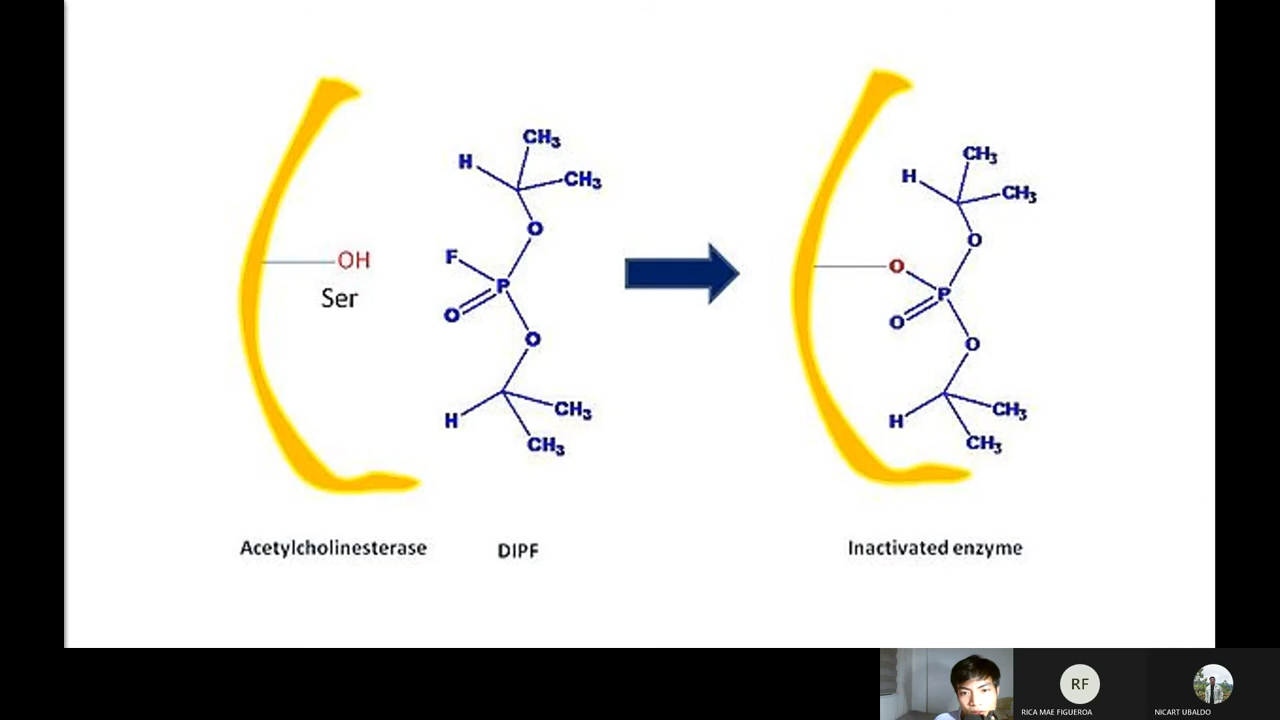 CH₃
H
CH₃
O
F
P
O
O
H
CH₃
CH₃
OH
Ser
CH₃
H
CH₃
O
O
P
O
O
H
CH₃
CH₃
Acetylcholinesterase
DIPF
Inactivated enzyme
RF
RICA MAE FIGUEROA
NICART UBALDO